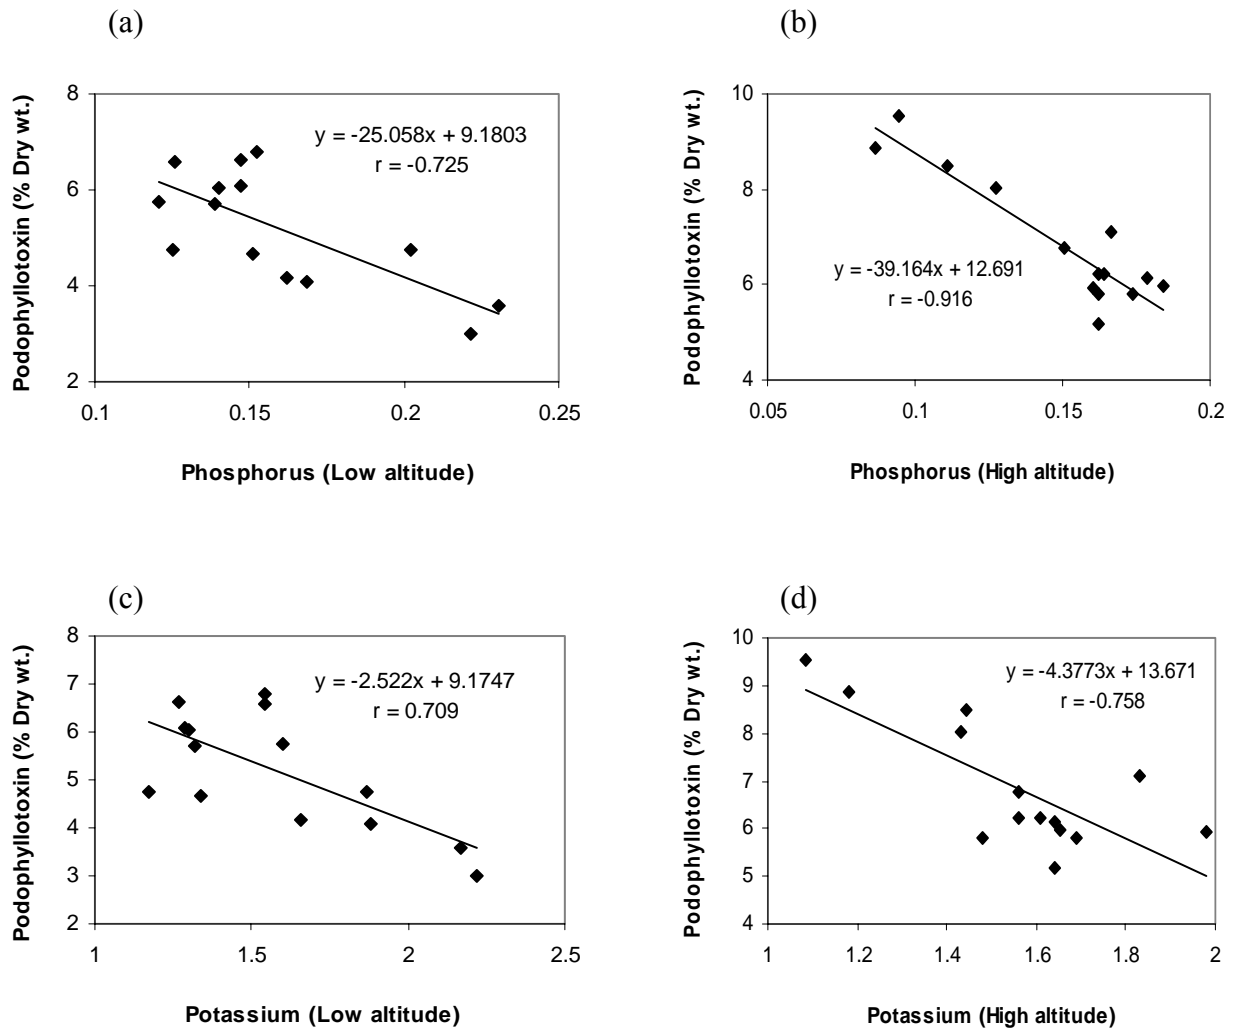 (a)
Podophyllotoxin (% Dry wt.)
8
6
4
2
y = -25.058x + 9.1803
r = -0.725
0.1 0.15 0.2 0.25
Phosphorus (Low altitude)
(b)
Podophyllotoxin (% Dry wt.)
10
8
6
4
y = -39.164x + 12.691
r = -0.916
0.05 0.1 0.15 0.2
Phosphorus (High altitude)
(c)
Podophyllotoxin (% Dry wt.)
8
7
6
5
4
3
2
y = -2.522x + 9.1747
r = 0.709
1 1.5 2 2.5
Potassium (Low altitude)
(d)
Podophyllotoxin (% Dry wt.)
10
9
8
7
6
5
4
y = -4.3773x + 13.671
r = -0.758
1 1.2 1.4 1.6 1.8 2
Potassium (High altitude)